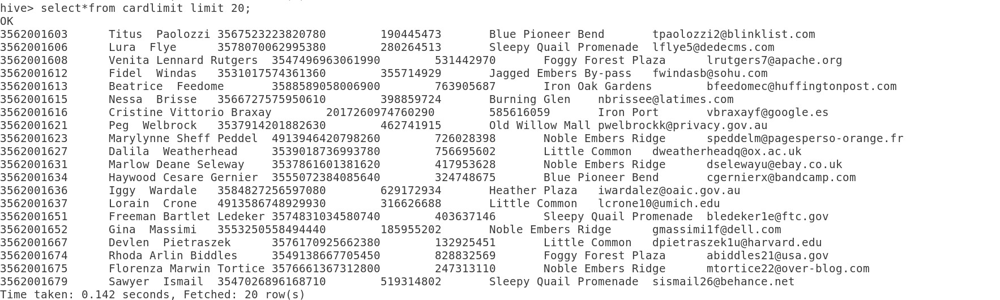 hive> select*from cardlimit limit 20;
OK
3562001603 Titus  Paolozzi 3567523223820780 190445473 Blue Pioneer Bend tpaolozzi2@blinklist.com
3562001606 Lura  Flye 3578070062995380 280264513 Sleepy Quail Promenade lflye5@dedecms.com
3562001608 Venita Lennard Rutgers 3547496963061990 531442970 Foggy Forest Plaza lrutgers7@apache.org
3562001612 Fidel  Windas 3531017574361360 355714929 Jagged Embers By-pass fwindasb@sohu.com
3562001613 Beatrice  Feedome 3588589058006900 763905687 Iron Oak Gardens bfeedomec@huffingtonpost.com
3562001615 Nessa  Brisse 3566727575950610 398859724 Burning Glen nbrissee@latimes.com
3562001616 Cristine Vittorio Braxay 2017260974760290 585616059 Iron Port vbraxayf@google.es
3562001621 Peg  Welbrock 3537914201882630 462741915 Old Willow Mall pwelbrockk@privacy.gov.au
3562001623 Marylynne Sheff Peddel 4913946420798260 726028398 Noble Embers Ridge speddelm@pagesperso-orange.fr
3562001627 Dalila  Weatherhead 3539018736993780 756695602 Little Common dweatherheadq@ox.ac.uk
3562001631 Marlow Deane Seleway 3537861601381620 417953628 Noble Embers Ridge dselewayu@ebay.co.uk
3562001634 Haywood Cesare Gernier 3555072384085640 324748675 Blue Pioneer Bend cgernierx@bandcamp.com
3562001636 Iggy  Wardale 3584827256597080 629172934 Heather Plaza iwardalez@oaic.gov.au
3562001637 Lorain  Crone 4913586748929930 316626688 Little Common lcrone10@umich.edu
3562001651 Freeman Bartlet Ledeker 3574831034580740 403637146 Sleepy Quail Promenade bledeker1e@ftc.gov
3562001652 Gina  Massimi 3553250558494440 185955202 Noble Embers Ridge gmassimi1f@dell.com
3562001667 Devlen  Pietraszek 3576170925662380 132925451 Little Common dpietraszek1u@harvard.edu
3562001674 Rhoda Arlin Biddles 3549138667705450 828832569 Foggy Forest Plaza abiddles21@usa.gov
3562001675 Florenza Marwin Tortice 3576661367312800 247313110 Noble Embers Ridge mtortice22@over-blog.com
3562001679 Sawyer  Ismail 3547026896168710 519314802 Sleepy Quail Promenade sismail26@behance.net
Time taken: 0.142 seconds, Fetched: 20 row(s)